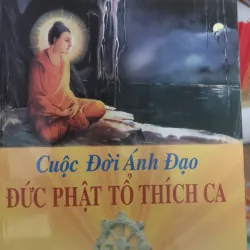 Cuộc Đời Ánh Đạo
ĐỨC PHẬT TỔ THÍCH CA